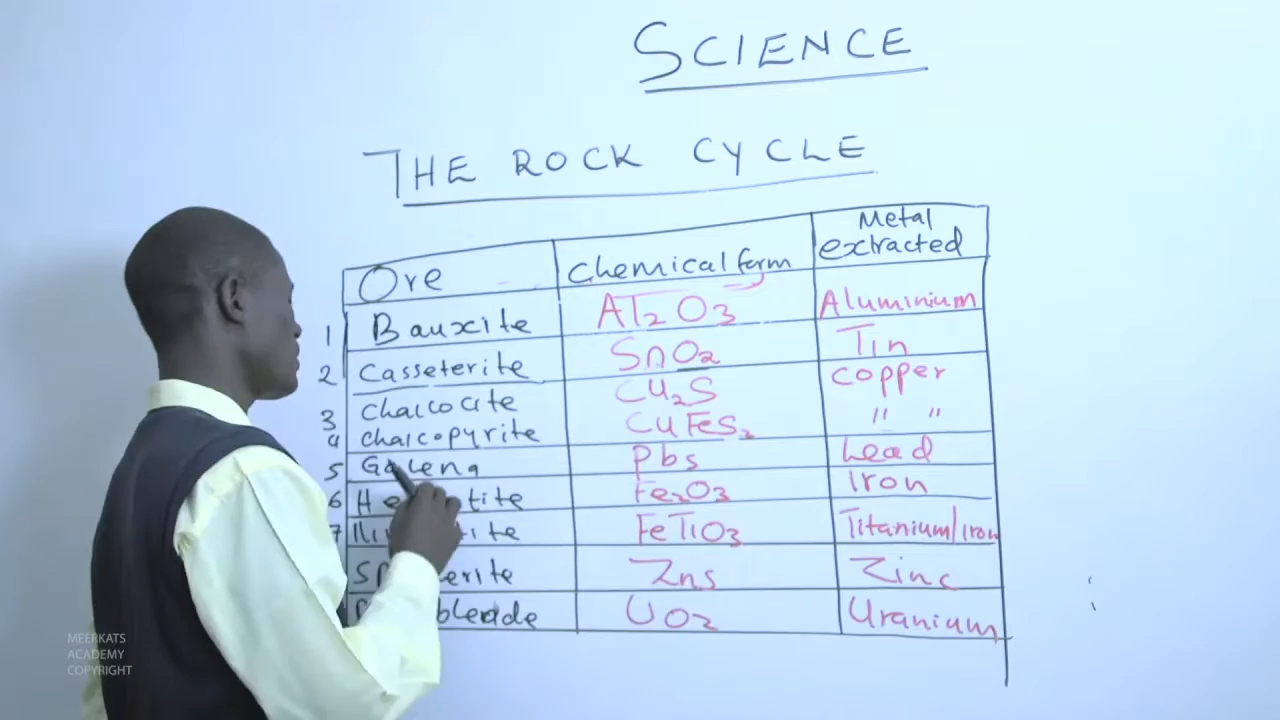 SCIENCE
THE ROCK CYCLE
Ore Chemical form Metal extracted
1 Bauxite Al2O3 Aluminium
2 Casseterite SnO2 Tin
3 Chalcocite Cu2S Copper
4 Chalcopyrite CuFeS2 " "
5 Galena Pbs Lead
6 Fe2O3 Iron
7 FeTiO3 Titanium/Iron
Zns Zinc
UO2 Uranium
MEERKATS
ACADEMY
COPYRIGHT